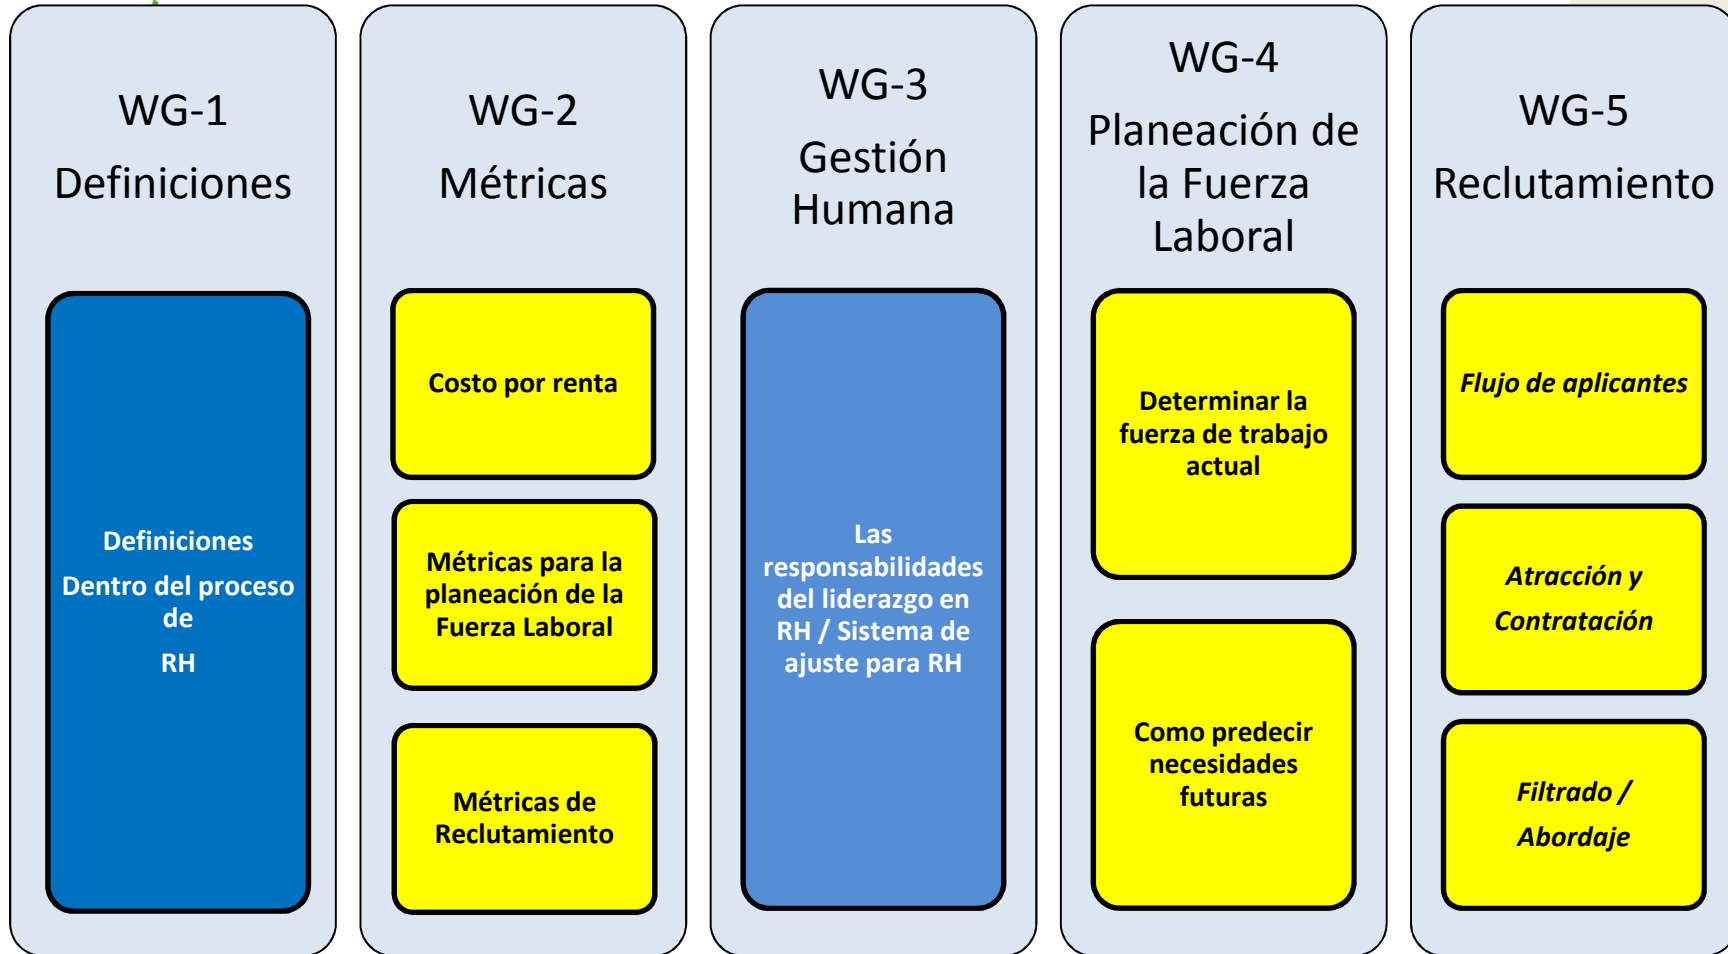 WG-1
Definiciones
Definiciones
Dentro del proceso
de
RH
WG-2
Métricas
Costo por renta
Métricas para la
planeación de la
Fuerza Laboral
Métricas de
Reclutamiento
WG-3
Gestión
Humana
Las
responsabilidades
del liderazgo en
RH / Sistema de
ajuste para RH
WG-4
Planeación de
la Fuerza
Laboral
Determinar la
fuerza de trabajo
actual
Como predecir
necesidades
futuras
WG-5
Reclutamiento
Flujo de aplicantes
Atracción y
Contratación
Filtrado /
Abordaje